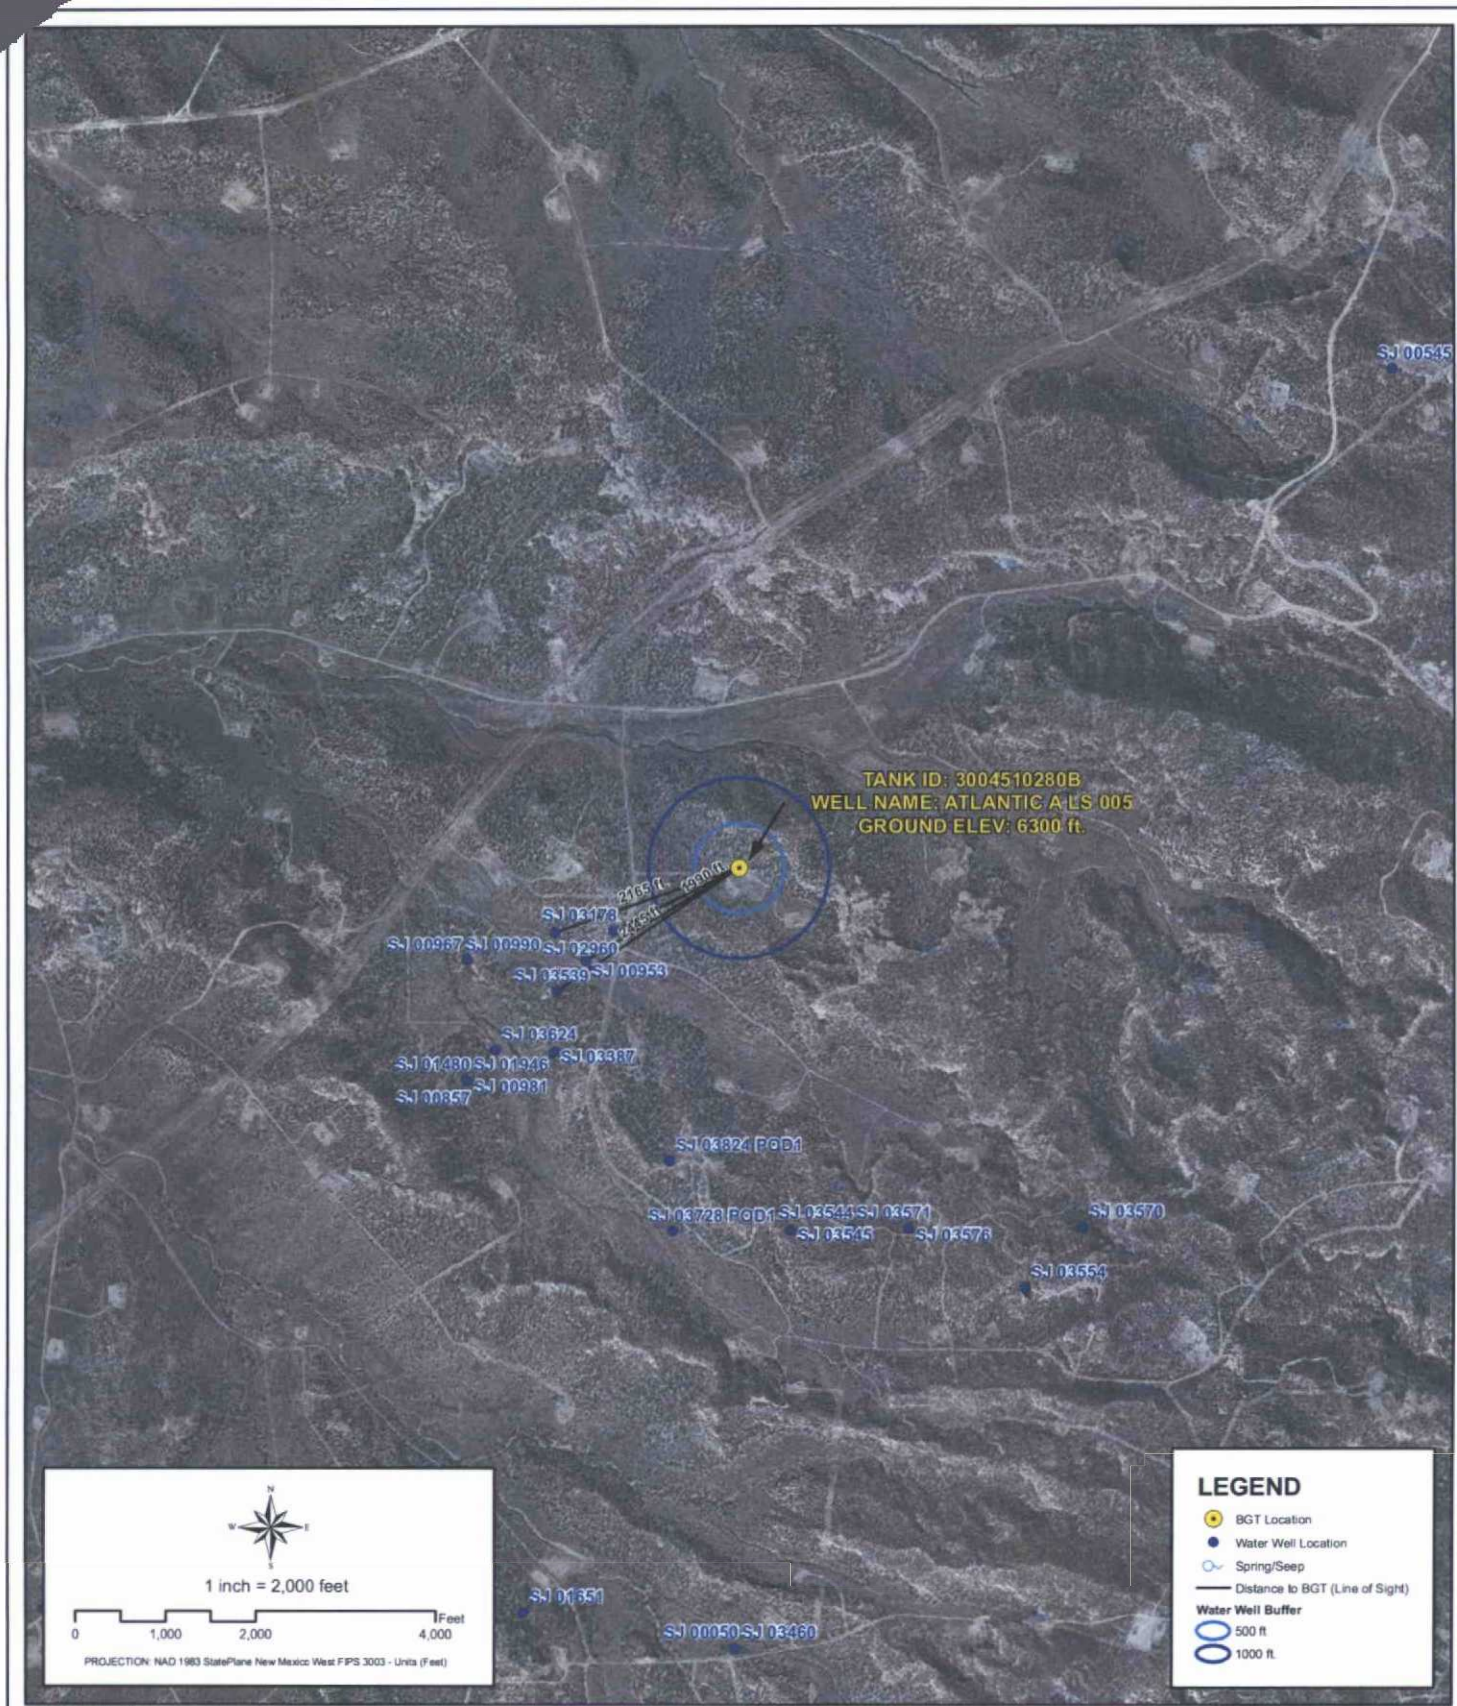 SJ 00545
TANK ID: 3004510280B
WELL NAME: ATLANTIC A LS 005
GROUND ELEV: 6300 ft.
2165 ft
1990 ft
SJ 03178
SJ 00967 SJ 00990 SJ 02960
SJ 03539 SJ 00953
SJ 03624
SJ 03387
SJ 01480 SJ 01946
SJ 00981
SJ 00857
SJ 03824 POD1
SJ 03728 POD1 SJ 03544 SJ 03571
SJ 03545
SJ 03576
SJ 03570
SJ 03554
SJ 01651
SJ 00050 SJ 03460
N
W E
S
1 inch = 2,000 feet
Feet
0 1,000 2,000 4,000
PROJECTION: NAD 1983 StatePlane New Mexico West FIPS 3003 - Units (Feet)
LEGEND
BGT Location
Water Well Location
Spring/Seep
Distance to BGT (Line of Sight)
Water Well Buffer
500 ft
1000 ft.